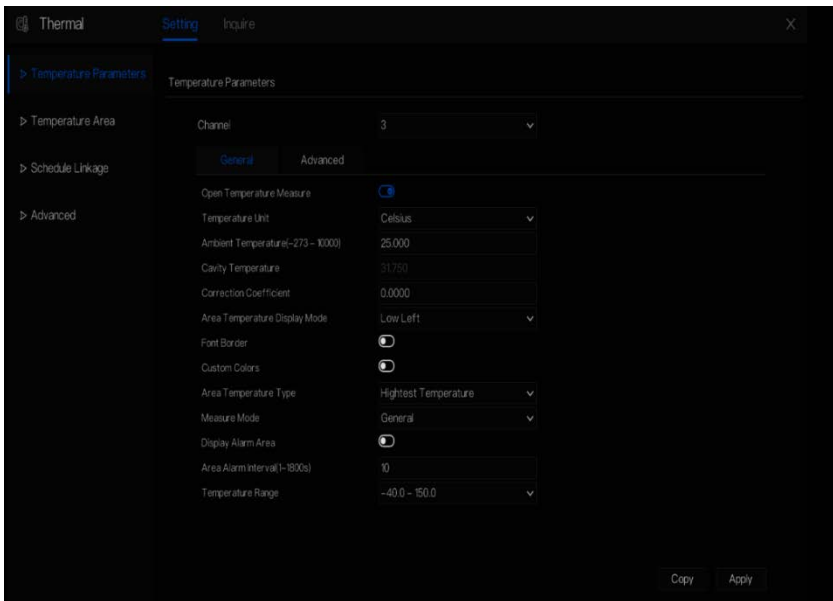 Thermal
Setting Inquire X
Temperature Parameters
Temperature Area
Schedule Linkage
Advanced
Temperature Parameters
Channel 3
General Advanced
Open Temperature Measure
Temperature Unit Celsius
Ambient Temperature(-273 ~ 10000) 25.000
Cavity Temperature 31.750
Correction Coefficient 0.0000
Area Temperature Display Mode Low Left
Font Border
Custom Colors
Area Temperature Type Hightest Temperature
Measure Mode General
Display Alarm Area
Area Alarm Interval(1~1800s) 10
Temperature Range -40.0 ~ 150.0
Copy Apply